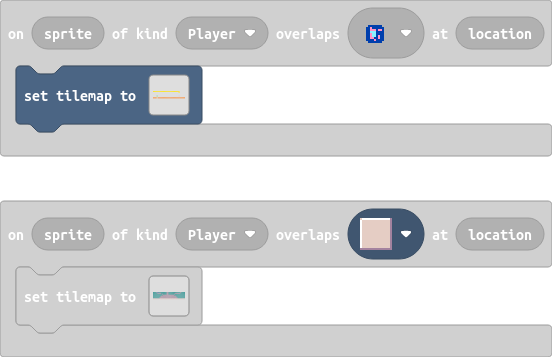 on sprite of kind Player overlaps at location
set tilemap to
on sprite of kind Player overlaps at location
set tilemap to